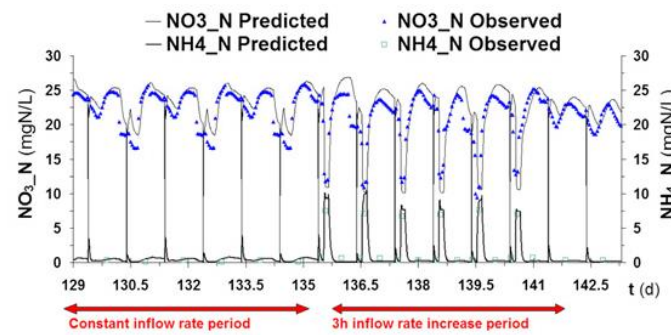 NO3_N Predicted NO3_N Observed
NH4_N Predicted NH4_N Observed
30 30
25 25
20 20
15 15
10 10
5 5
0 0
NO3_N (mgN/L)
NH4_N (mgN/L)
129 130.5 132 133.5 135 136.5 138 139.5 141 142.5 t (d)
Constant inflow rate period 3h inflow rate increase period